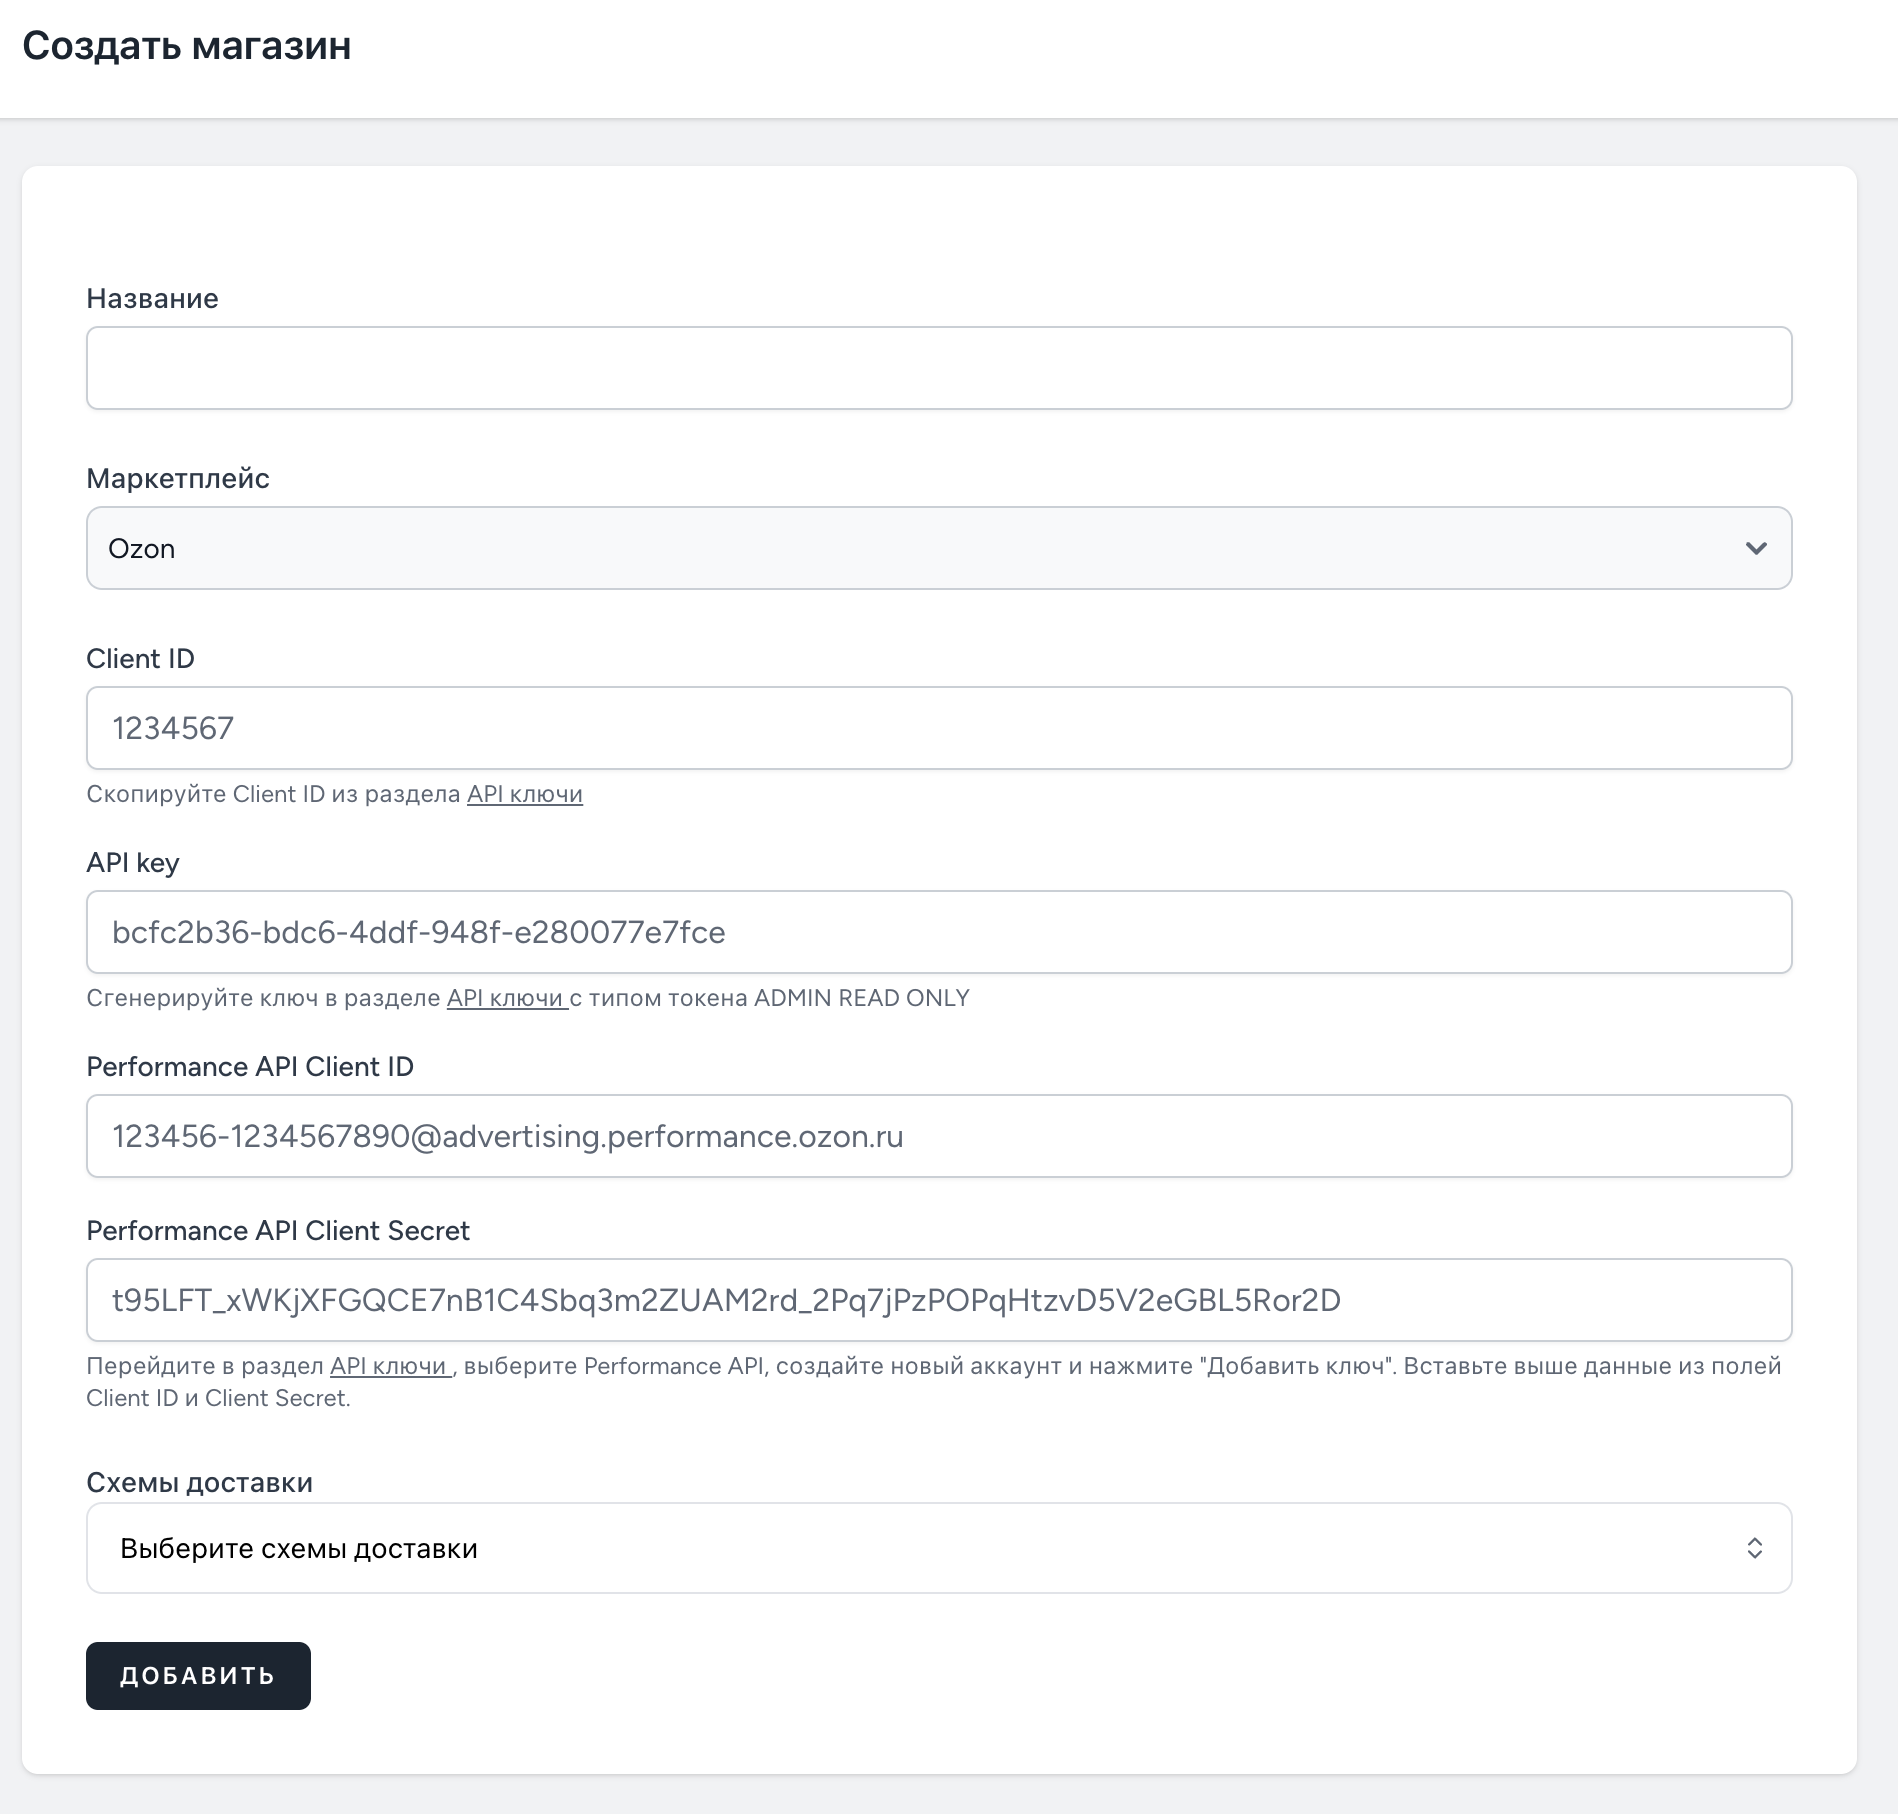 Создать магазин
Название
Маркетплейс
Ozon
Client ID
1234567
Скопируйте Client ID из раздела API ключи
API key
bcfc2b36-bdc6-4ddf-948f-e280077e7fce
Сгенерируйте ключ в разделе API ключи с типом токена ADMIN READ ONLY
Performance API Client ID
123456-1234567890@advertising.performance.ozon.ru
Performance API Client Secret
t95LFT_xWKjXFGQCE7nB1C4Sbq3m2ZUAM2rd_2Pq7jPzPOPqHtzvD5V2eGBL5Ror2D
Перейдите в раздел API ключи , выберите Performance API, создайте новый аккаунт и нажмите "Добавить ключ". Вставьте выше данные из полей
Client ID и Client Secret.
Схемы доставки
Выберите схемы доставки
ДОБАВИТЬ